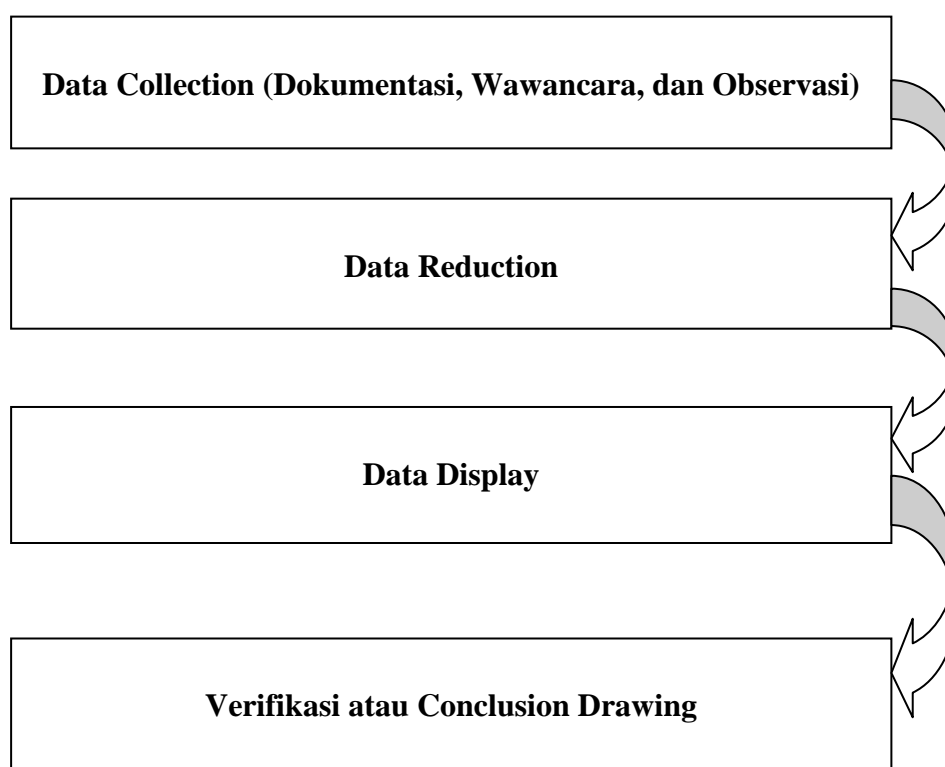 Data Collection (Dokumentasi, Wawancara, dan Observasi)
Data Reduction
Data Display
Verifikasi atau Conclusion Drawing